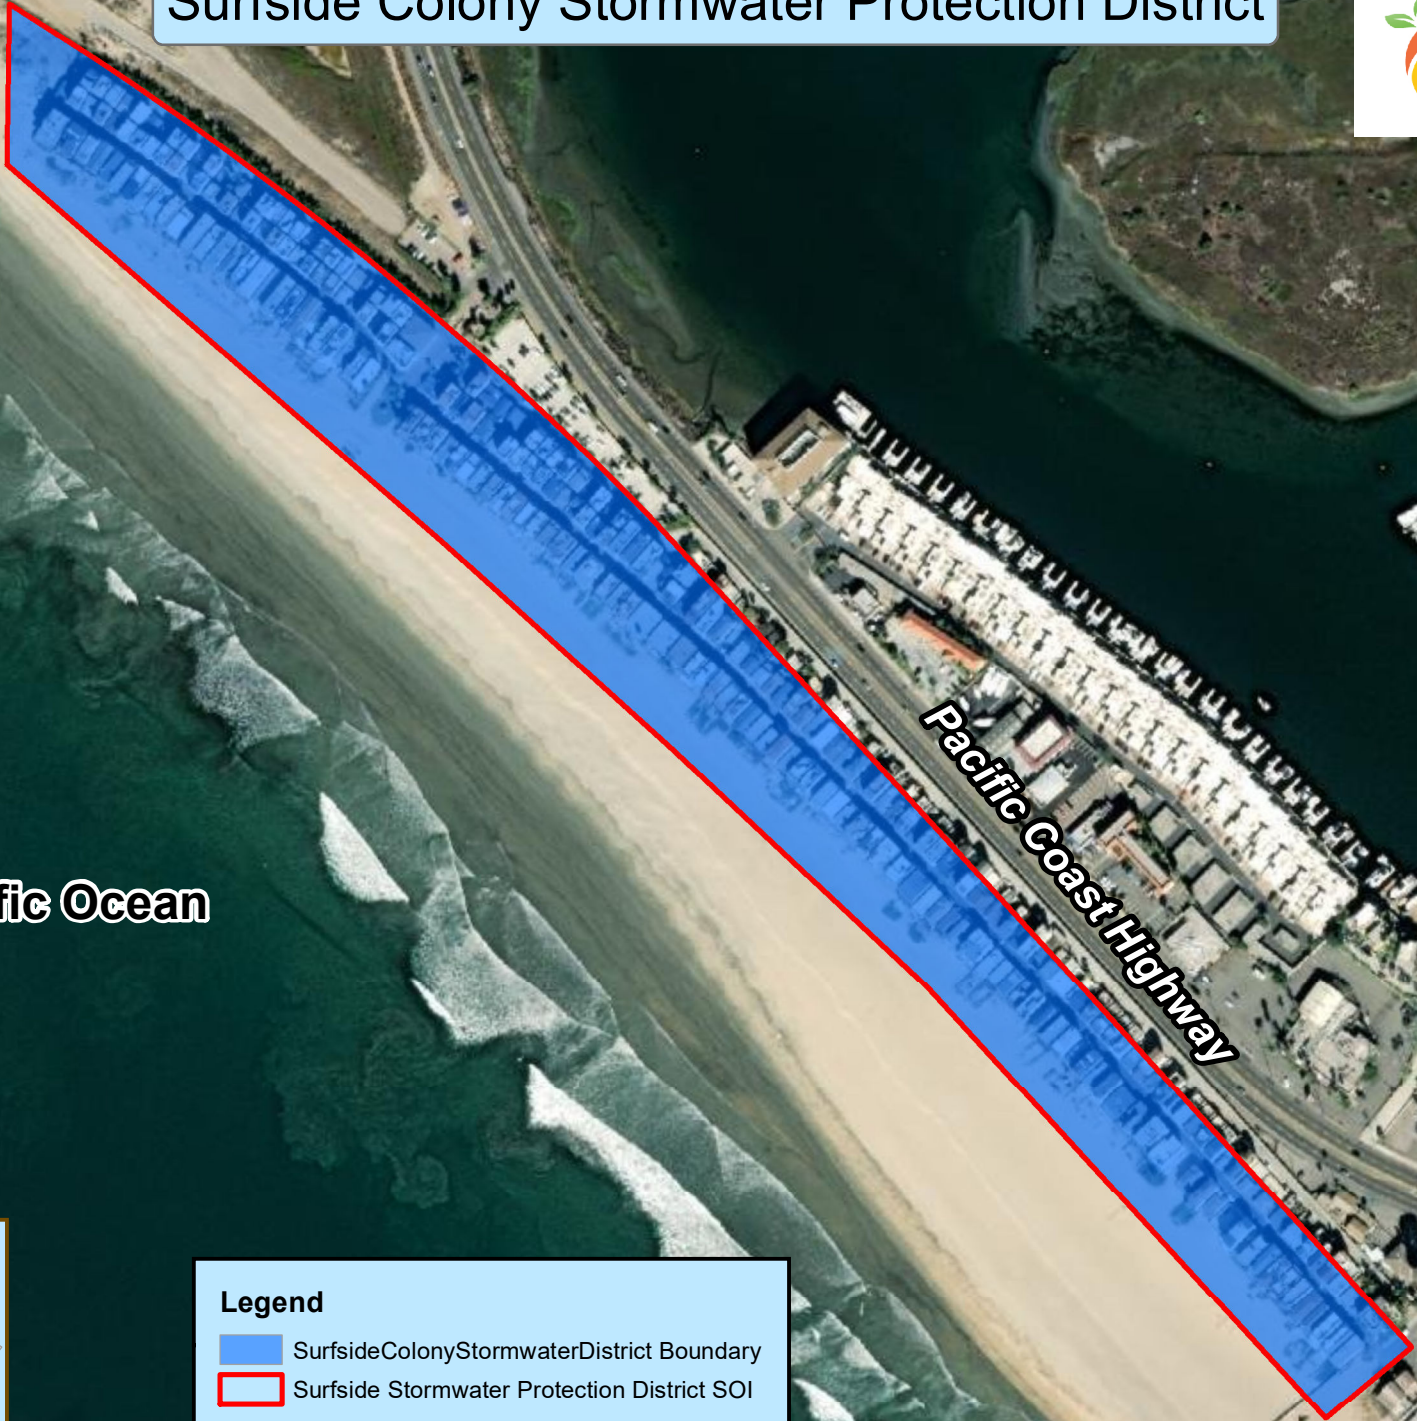 Surfside Colony Stormwater Protection District
Pacific Coast Highway
fic Ocean
Legend
SurfsideColonyStormwaterDistrict Boundary
Surfside Stormwater Protection District SOI